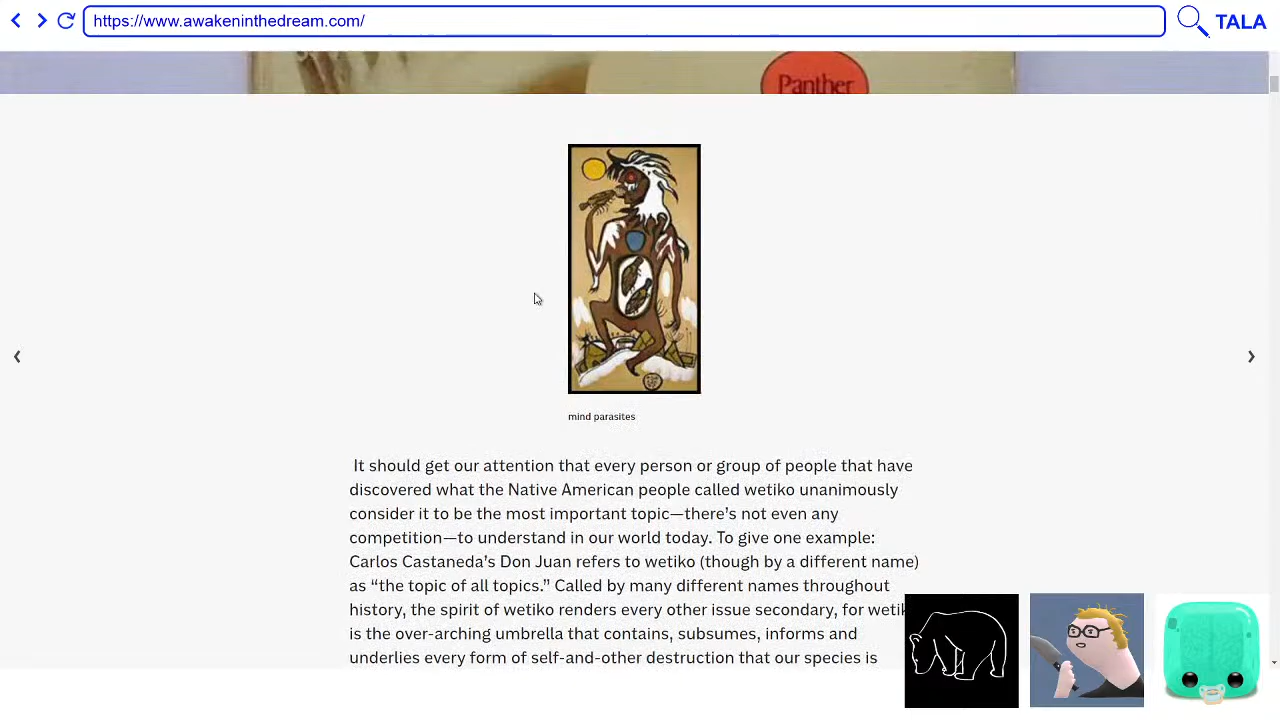 https://www.awakeninthedream.com/
TALA
Panther
mind parasites
It should get our attention that every person or group of people that have
discovered what the Native American people called wetiko unanimously
consider it to be the most important topic—there's not even any
competition—to understand in our world today. To give one example:
Carlos Castaneda's Don Juan refers to wetiko (though by a different name)
as “the topic of all topics.” Called by many different names throughout
history, the spirit of wetiko renders every other issue secondary, for wetik
is the over-arching umbrella that contains, subsumes, informs and
underlies every form of self-and-other destruction that our species is